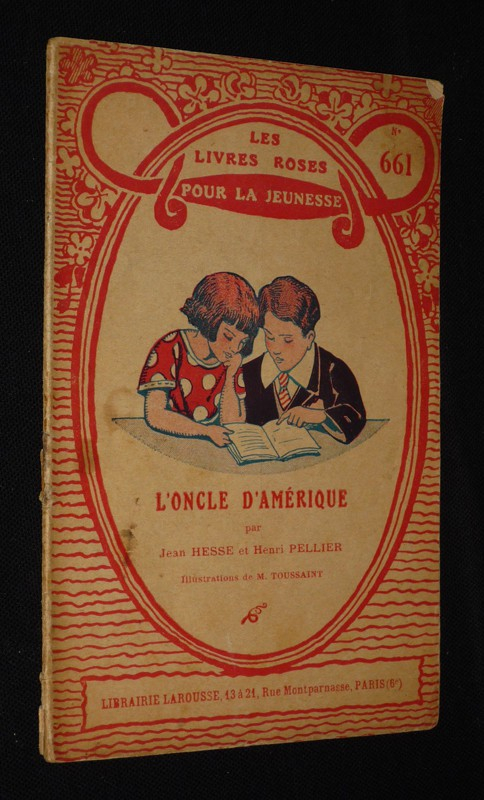 LES
LIVRES ROSES
POUR LA JEUNESSE
N°
661
L'ONCLE D'AMÉRIQUE
par
Jean HESSE et Henri PELLIER
Illustrations de M. TOUSSAINT
LIBRAIRIE LAROUSSE, 13 à 21, Rue Montparnasse, PARIS (6e)